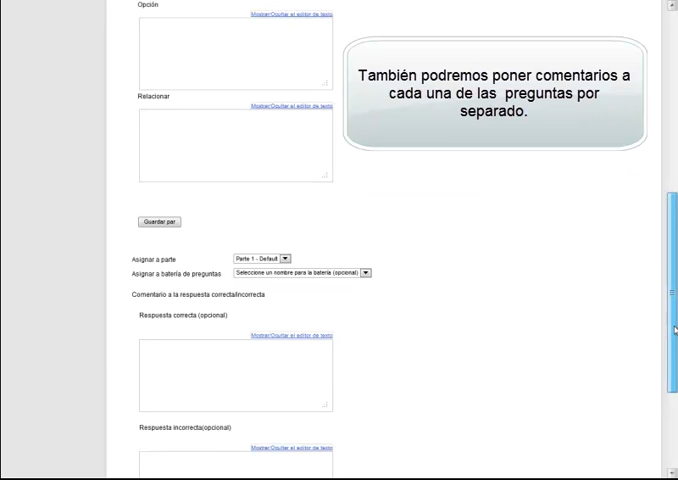 Opción
Mostrar/Ocultar el editor de texto
También podremos poner comentarios a
cada una de las preguntas por
separado.
Relacionar
Mostrar/Ocultar el editor de texto
Guardar par
Asignar a parte
Parte 1 - Default
Asignar a batería de preguntas
Seleccione un nombre para la batería (opcional)
Comentario a la respuesta correcta/incorrecta
Respuesta correcta (opcional)
Mostrar/Ocultar el editor de texto
Respuesta incorrecta(opcional)
Mostrar/Ocultar el editor de texto